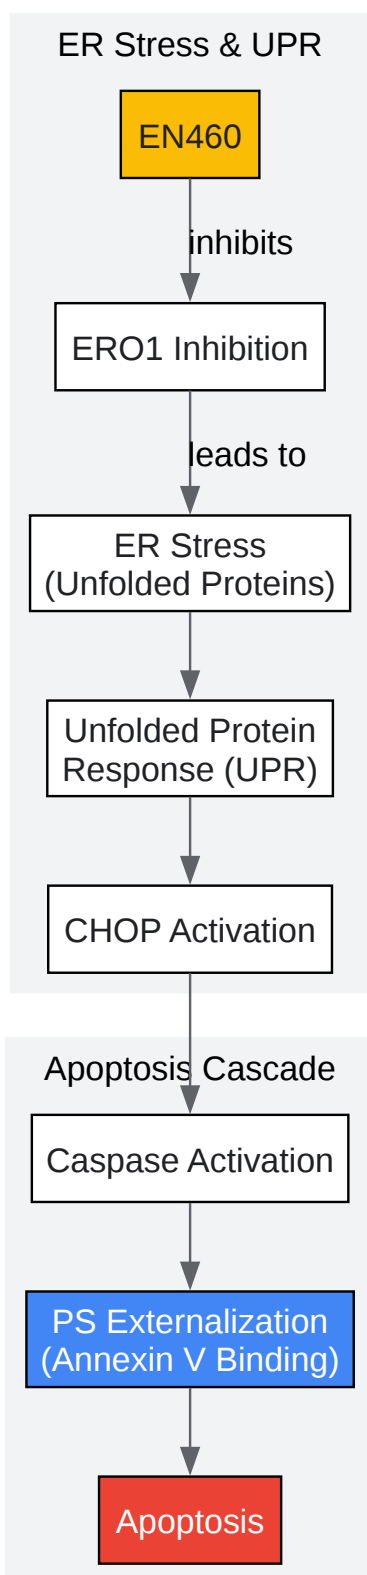 ER Stress & UPR
EN460
inhibits
ERO1 Inhibition
leads to
ER Stress
(Unfolded Proteins)
Unfolded Protein
Response (UPR)
CHOP Activation
Apoptosis Cascade
Caspase Activation
PS Externalization
(Annexin V Binding)
Apoptosis